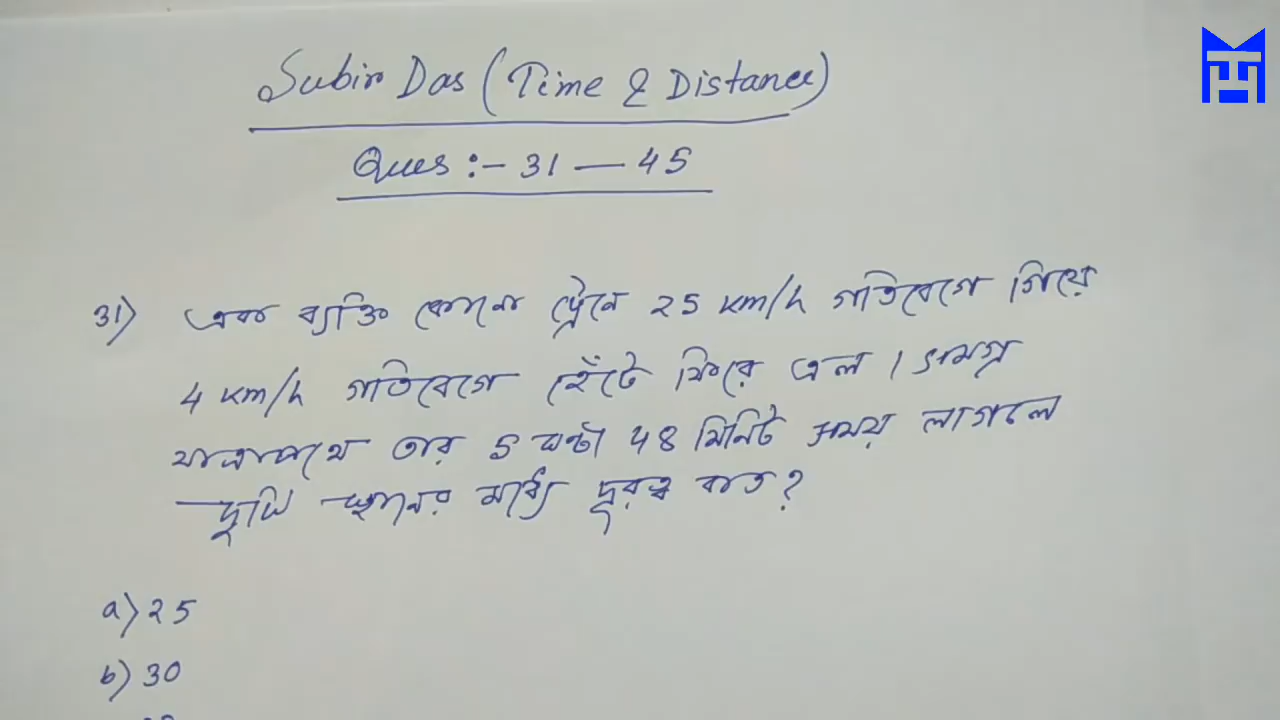 Subir Das (Time & Distance)
Ques :- 31 — 45
31) এক ব্যক্তি কোনো ট্রেনে 25 km/h গতিবেগে গিয়ে
4 km/h গতিবেগে হেঁটে ফিরে এল। সমগ্র
যাত্রাপথে তার 5 ঘন্টা 48 মিনিট সময় লাগলে
দুটি স্থানের মধ্যে দূরত্ব কত?
a) 25
b) 30